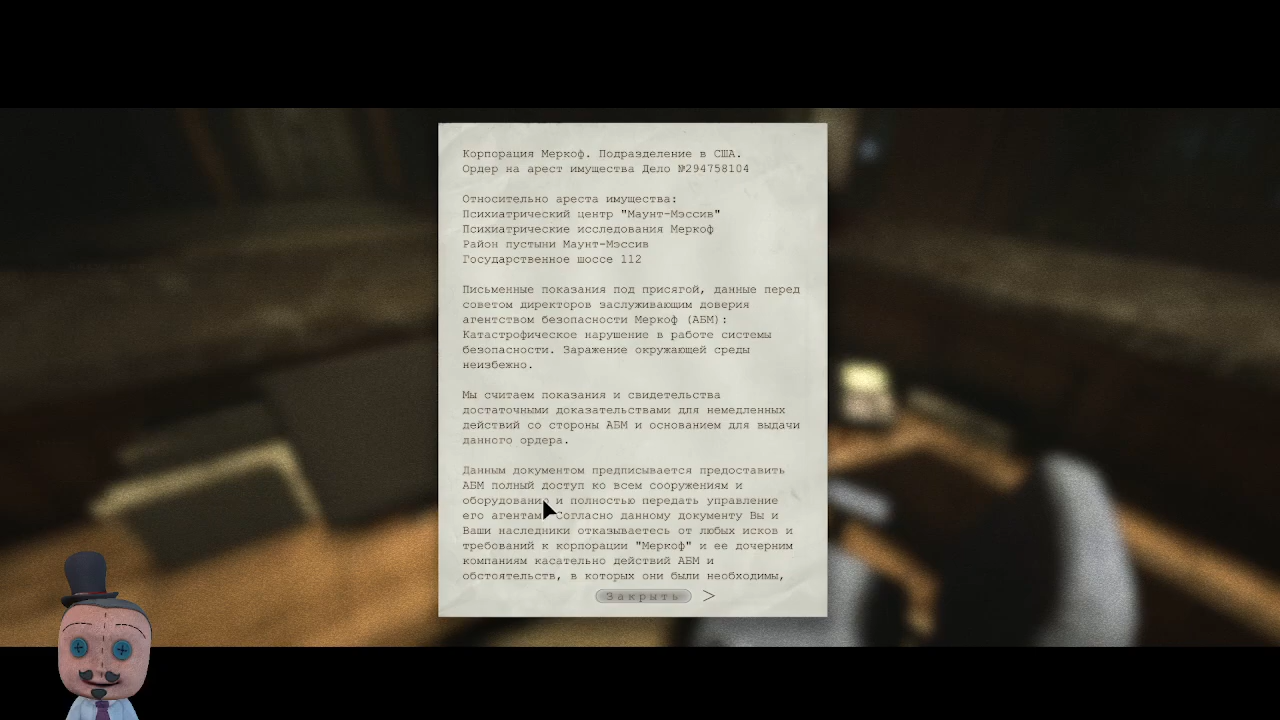 Корпорация Меркоф. Подразделение в США.
Ордер на арест имущества Дело №294758104
Относительно ареста имущества:
Психиатрический центр "Маунт-Мэссив"
Психиатрические исследования Меркоф
Район пустыни Маунт-Мэссив
Государственное шоссе 112
Письменные показания под присягой, данные перед
советом директоров заслуживающим доверия
агентством безопасности Меркоф (АБМ):
Катастрофическое нарушение в работе системы
безопасности. Заражение окружающей среды
неизбежно.
Мы считаем показания и свидетельства
достаточными доказательствами для немедленных
действий со стороны АБМ и основанием для выдачи
данного ордера.
Данным документом предписывается предоставить
АБМ полный доступ ко всем сооружениям и
оборудованию и полностью передать управление
его агентам. Согласно данному документу Вы и
Ваши наследники отказываетесь от любых исков и
требований к корпорации "Меркоф" и ее дочерним
компаниям касательно действий АБМ и
обстоятельств, в которых они были необходимы,
Закрыть >